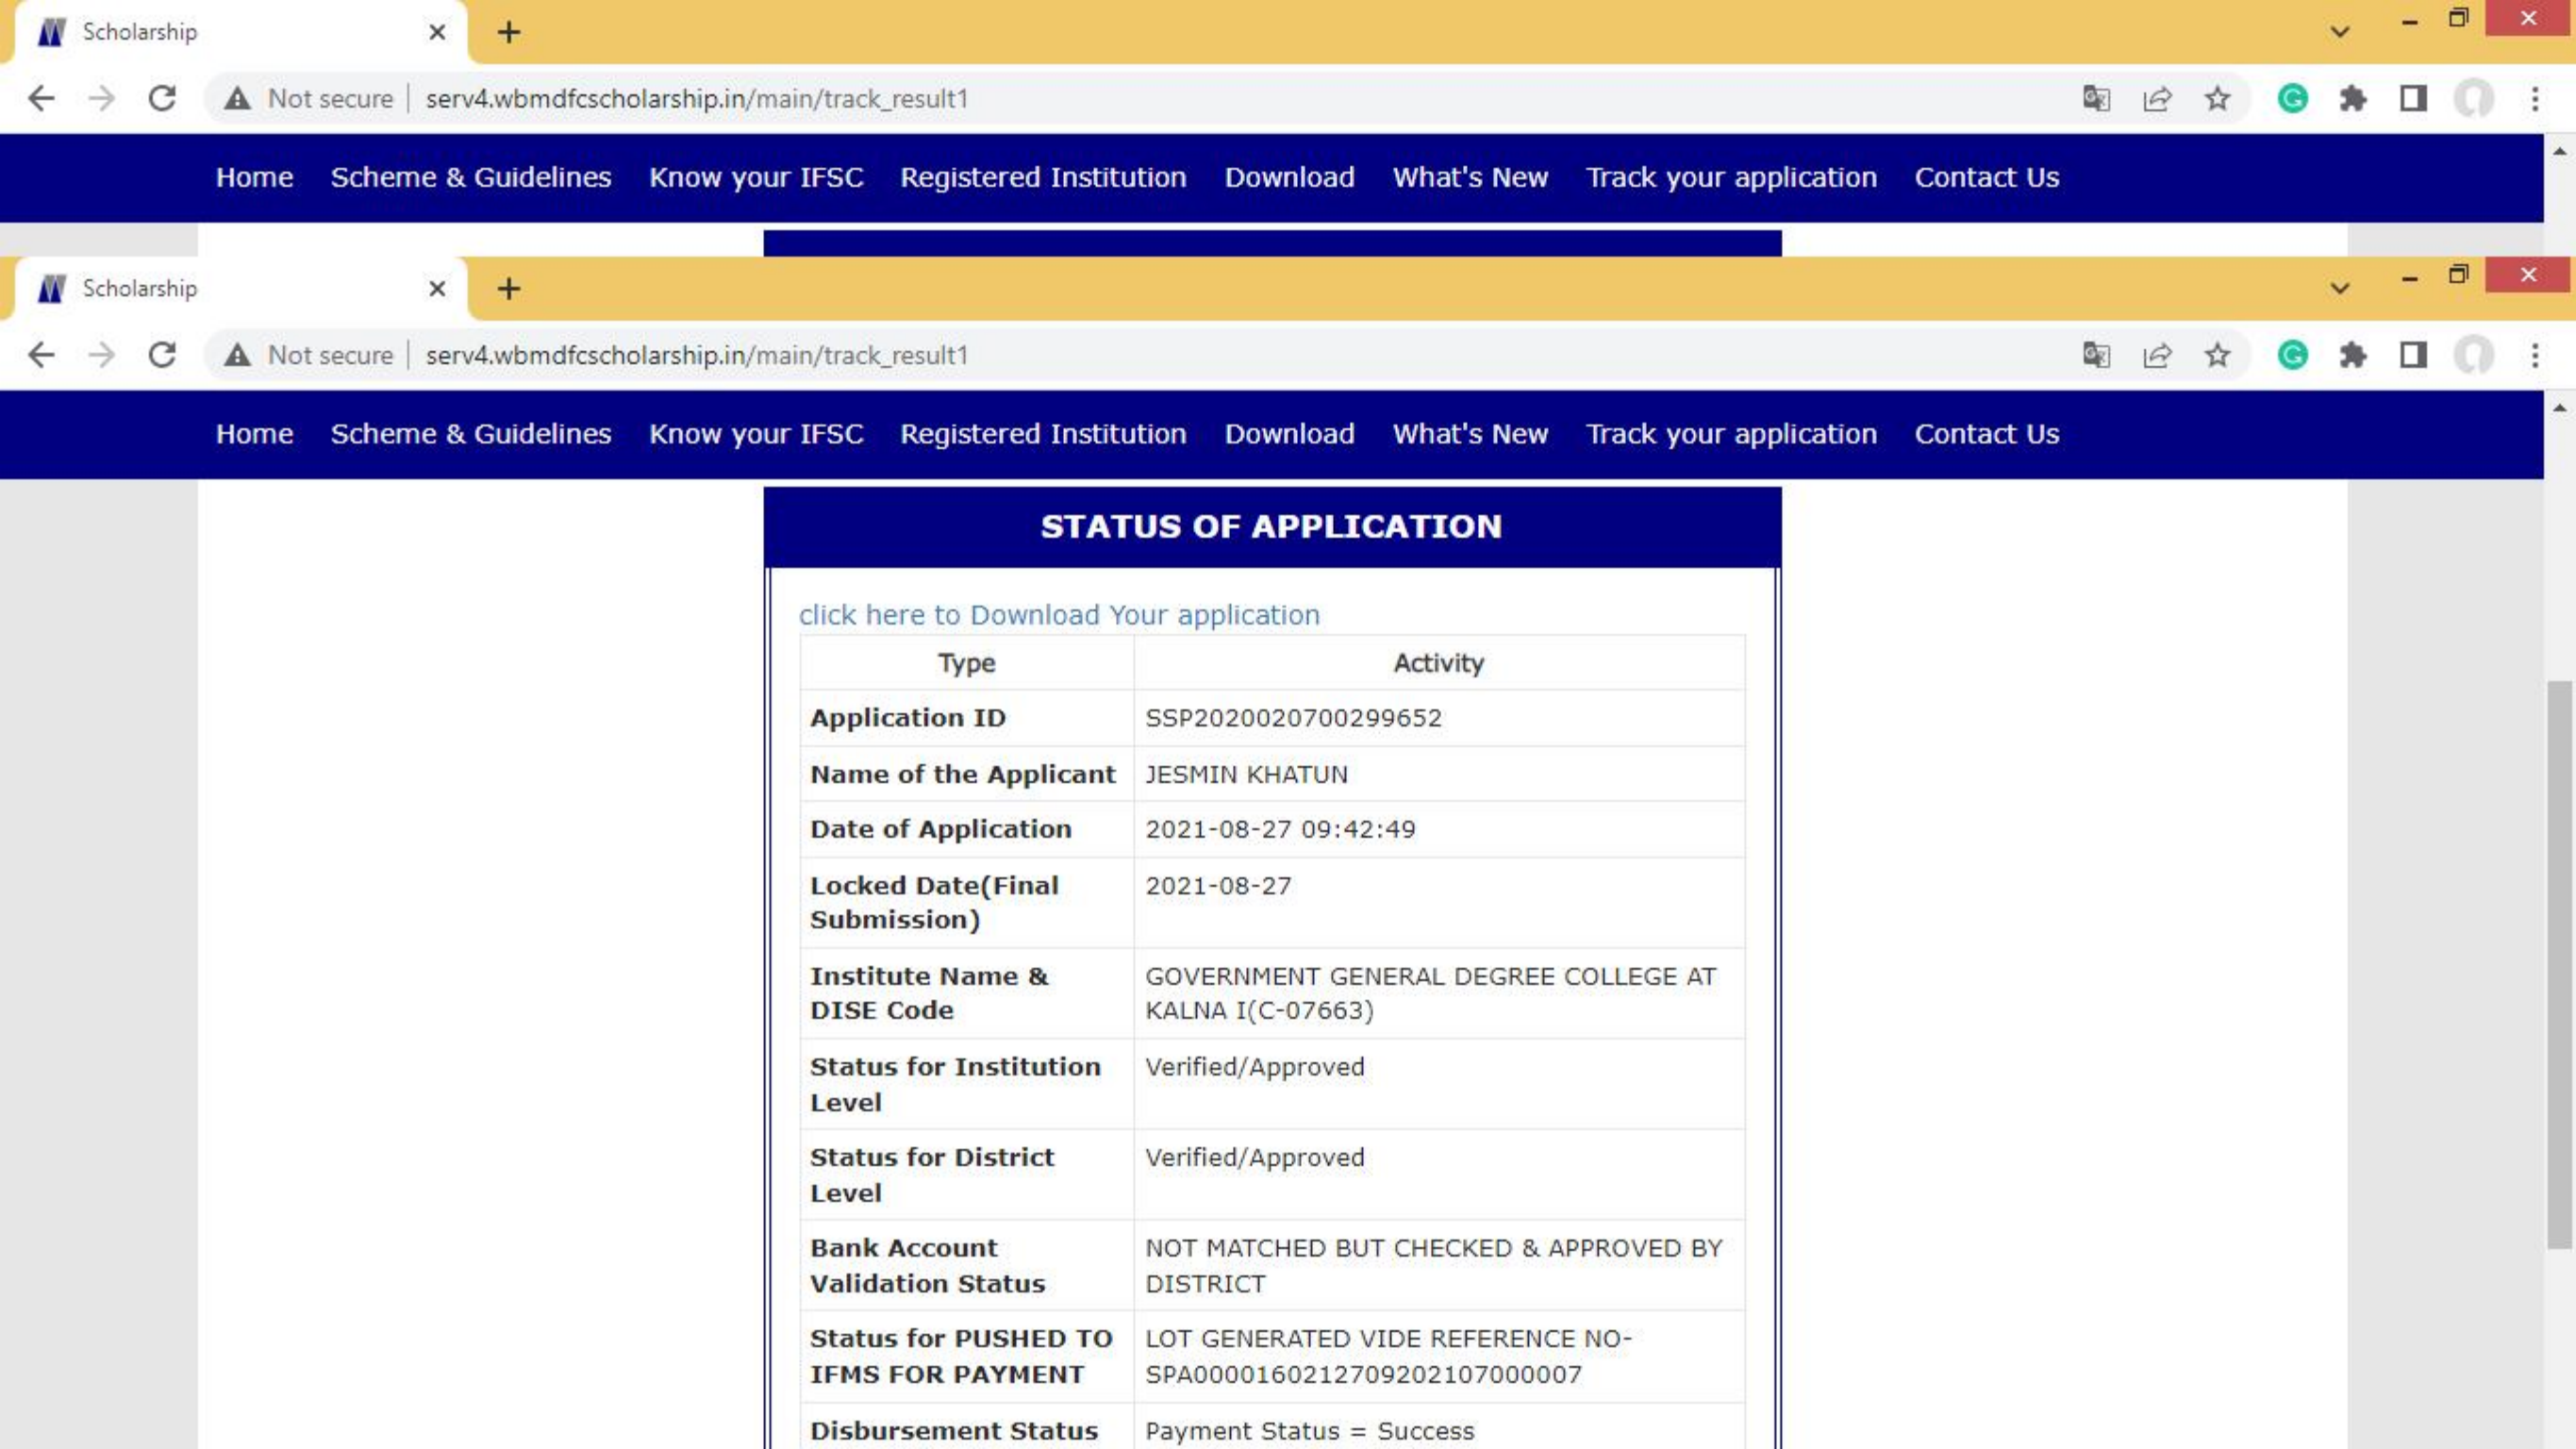 Scholarship
Not secure serv4.wbmdfcscholarship.in/main/track_result1
Home Scheme & Guidelines Know your IFSC Registered Institution Download What's New Track your application Contact Us
Scholarship
Not secure serv4.wbmdfcscholarship.in/main/track_result1
Home Scheme & Guidelines Know your IFSC Registered Institution Download What's New Track your application Contact Us
STATUS OF APPLICATION
click here to Download Your application
Type Activity
Application ID SSP2020020700299652
Name of the Applicant JESMIN KHATUN
Date of Application 2021-08-27 09:42:49
Locked Date(Final 2021-08-27
Submission)
Institute Name & GOVERNMENT GENERAL DEGREE COLLEGE AT
DISE Code KALNA I(C-07663)
Status for Institution Verified/Approved
Level
Status for District Verified/Approved
Level
Bank Account NOT MATCHED BUT CHECKED & APPROVED BY
Validation Status DISTRICT
Status for PUSHED TO LOT GENERATED VIDE REFERENCE NO-
IFMS FOR PAYMENT SPA0000160212709202107000007
Disbursement Status Payment Status = Success